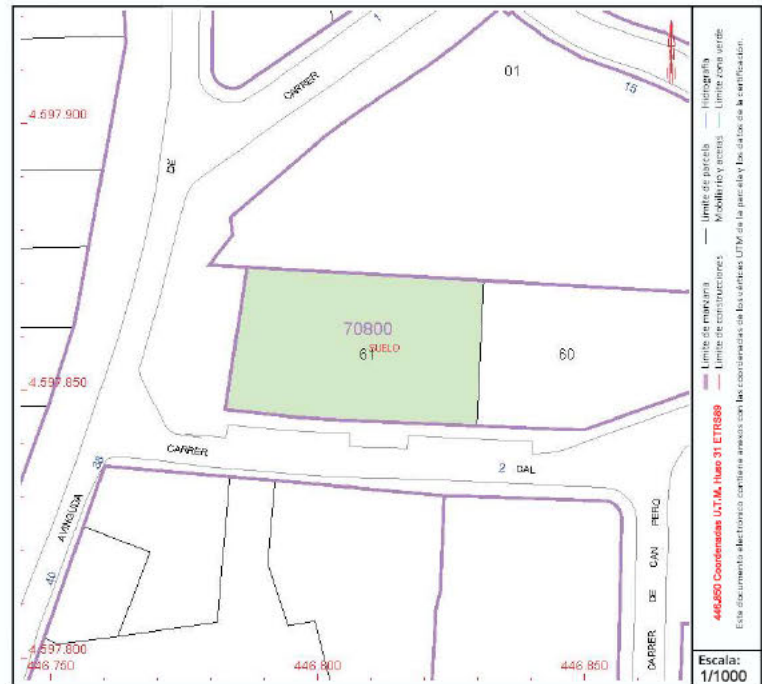 01
15
1
CARRER
4.597.900
DE
70800
SUELO
61
60
4.597.850
CARRER
2
DAL
38
AVINGUDA
40
CARRER DE CAN PERO
4.597.800
446.750
446.800
446.850
Límite de manzana
Límite de parcela
Hidrografía
Límite de construcciones
Mobiliario y aceras
Límite zona verde
446.850 Coordenadas U.T.M. Huso 31 ETRS89
Este documento electrónico contiene anexos con las coordenadas de los vértices UTM de la parcela y los datos de la certificación.
Escala:
1/1000